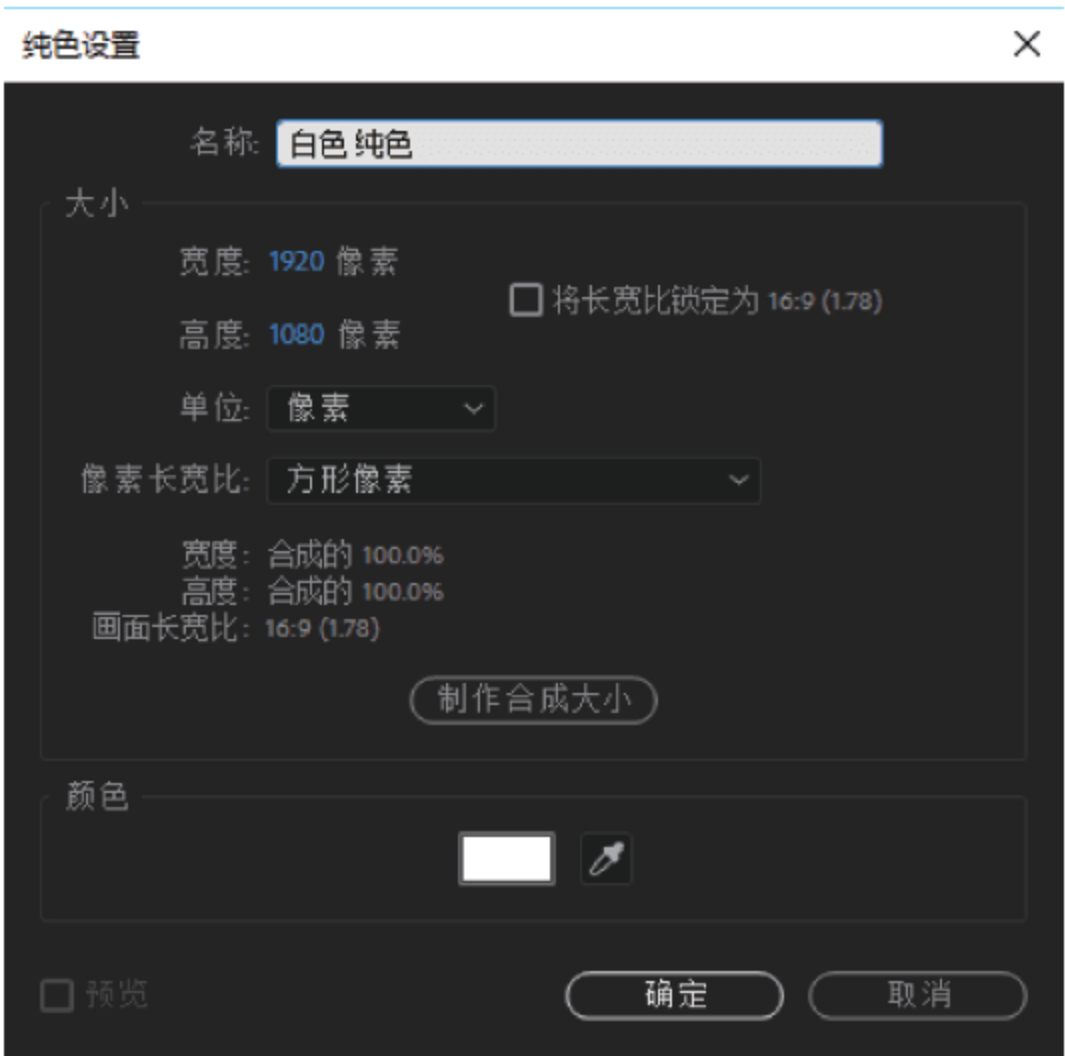 纯色设置
名称: 白色 纯色
大小
宽度: 1920 像素
将长宽比锁定为 16:9 (1.78)
高度: 1080 像素
单位: 像素
像素长宽比: 方形像素
宽度: 合成的 100.0%
高度: 合成的 100.0%
画面长宽比: 16:9 (1.78)
制作合成大小
颜色
预览 确定 取消